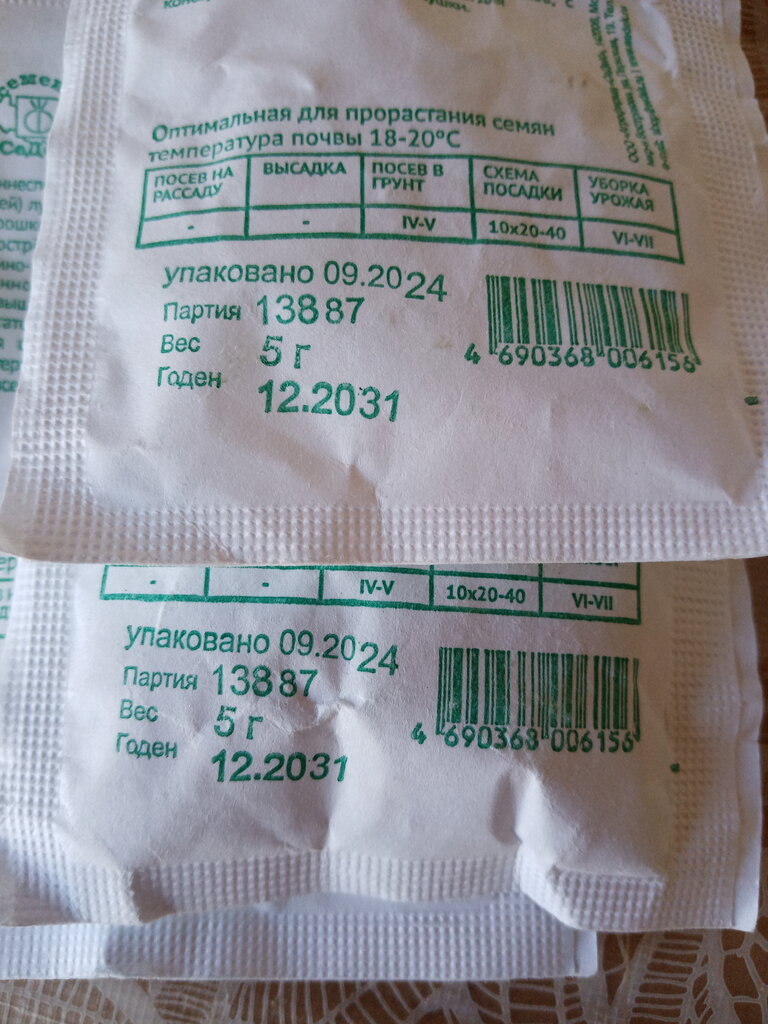 Оптимальная для прорастания семян
температура почвы 18-20°С
ПОСЕВ НА РАССАДУ ВЫСАДКА ПОСЕВ В ГРУНТ СХЕМА ПОСАДКИ УБОРКА УРОЖАЯ
- - IV-V 10x20-40 VI-VII
упаковано 09.2024
Партия 13887
Вес 5 г
Годен 12.2031
4 690368 006156
- - IV-V 10x20-40 VI-VII
упаковано 09.2024
Партия 13887
Вес 5 г
Годен 12.2031
4 690368 006156